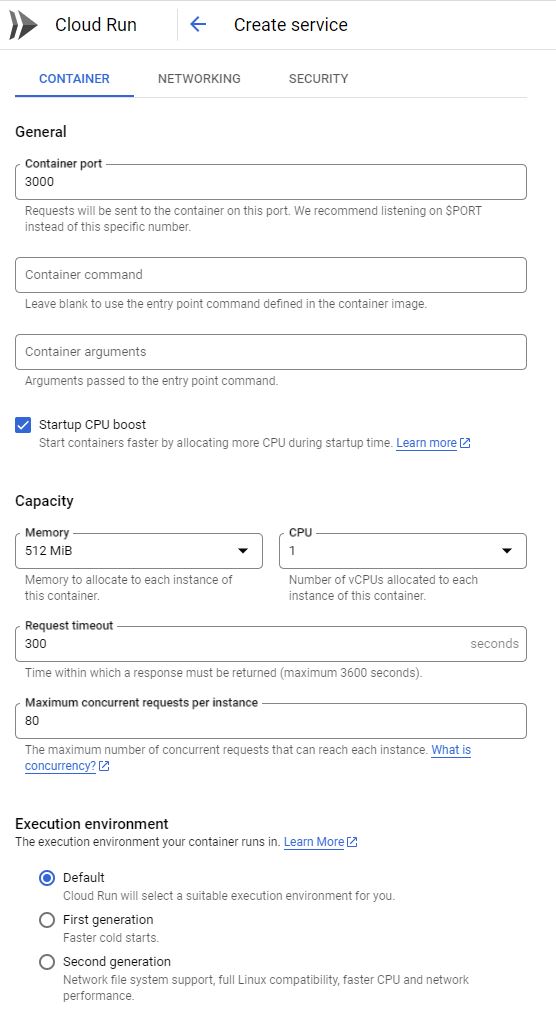 Cloud Run
Create service
CONTAINER
NETWORKING
SECURITY
General
Container port
3000
Requests will be sent to the container on this port. We recommend listening on $PORT
instead of this specific number.
Container command
Leave blank to use the entry point command defined in the container image.
Container arguments
Arguments passed to the entry point command.
Startup CPU boost
Start containers faster by allocating more CPU during startup time. Learn more
Capacity
Memory
512 MiB
Memory to allocate to each instance of
this container.
CPU
1
Number of vCPUs allocated to each
instance of this container.
Request timeout
300
seconds
Time within which a response must be returned (maximum 3600 seconds).
Maximum concurrent requests per instance
80
The maximum number of concurrent requests that can reach each instance. What is
concurrency?
Execution environment
The execution environment your container runs in. Learn More
Default
Cloud Run will select a suitable execution environment for you.
First generation
Faster cold starts.
Second generation
Network file system support, full Linux compatibility, faster CPU and network
performance.